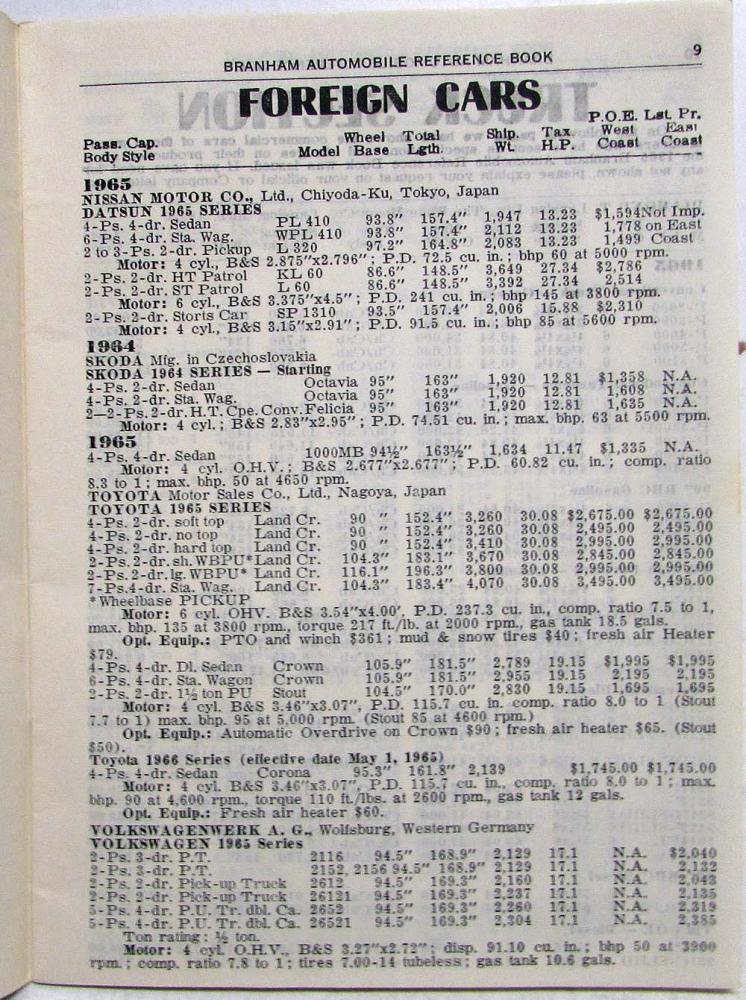 BRANHAM AUTOMOBILE REFERENCE BOOK 9
FOREIGN CARS
P.O.E. Lst. Pr.
Pass. Cap. Wheel Total Ship. Tax West East
Body Style Model Base Lgth. Wt. H.P. Coast Coast
1965
NISSAN MOTOR CO., Ltd., Chiyoda-Ku, Tokyo, Japan
DATSUN 1965 SERIES
4-Ps. 4-dr. Sedan PL 410 93.8" 157.4" 1,947 13.23 $1,594 Not Imp.
6-Ps. 4-dr. Sta. Wag. WPL 410 93.8" 157.4" 2,112 13.23 1,778 on East
2 to 3-Ps. 2-dr. Pickup L 320 97.2" 164.8" 2,083 13.23 1,499 Coast
Motor: 4 cyl., B&S 2.875"x2.796"; P.D. 72.5 cu. in.; bhp 60 at 5000 rpm.
2-Ps. 2-dr. HT Patrol KL 60 86.6" 148.5" 3,649 27.34 $2,786
2-Ps. 2-dr. ST Patrol L 60 86.6" 148.5" 3,392 27.34 2,514
Motor: 6 cyl., B&S 3.375"x4.5"; P.D. 241 cu. in.; bhp 145 at 3800 rpm.
2-Ps. 2-dr. Storts Car SP 1310 93.5" 157.4" 2,006 15.88 $2,310
Motor: 4 cyl., B&S 3.15"x2.91"; P.D. 91.5 cu. in.; bhp 85 at 5600 rpm.
1964
SKODA Mfg. in Czechoslovakia
SKODA 1964 SERIES — Starting
4-Ps. 2-dr. Sedan Octavia 95" 163" 1,920 12.81 $1,358 N.A.
4-Ps. 2-dr. Sta. Wag. Octavia 95" 163" 1,920 12.81 1,608 N.A.
2—2-Ps. 2-dr. H.T. Cpe. Conv. Felicia 95" 163" 1,920 12.81 1,635 N.A.
Motor: 4 cyl.; B&S 2.83"x2.95"; P.D. 74.51 cu. in.; max. bhp. 63 at 5500 rpm.
1965
4-Ps. 4-dr. Sedan 1000MB 94½" 163½" 1,634 11.47 $1,335 N.A.
Motor: 4 cyl. O.H.V.; B&S 2.677"x2.677"; P.D. 60.82 cu. in.; comp. ratio
8.3 to 1; max. bhp. 50 at 4650 rpm.
TOYOTA Motor Sales Co., Ltd., Nagoya, Japan
TOYOTA 1965 SERIES
4-Ps. 2-dr. soft top Land Cr. 90 " 152.4" 3,260 30.08 $2,675.00 $2,675.00
4-Ps. 2-dr. no top Land Cr. 90 " 152.4" 3,260 30.08 2,495.00 2,495.00
4-Ps. 2-dr. hard top Land Cr. 90 " 152.4" 3,410 30.08 2,995.00 2,995.00
2-Ps. 2-dr. sh. WBPU* Land Cr. 104.3" 183.1" 3,670 30.08 2,845.00 2,845.00
2-Ps. 2-dr. lg. WBPU* Land Cr. 116.1" 196.3" 3,800 30.08 2,995.00 2,995.00
7-Ps. 4-dr. Sta. Wag. Land Cr. 104.3" 183.4" 4,070 30.08 3,495.00 3,495.00
*Wheelbase PICKUP
Motor: 6 cyl. OHV. B&S 3.54"x4.00', P.D. 237.3 cu. in., comp. ratio 7.5 to 1,
max. bhp. 135 at 3800 rpm., torque 217 ft./lb. at 2000 rpm., gas tank 18.5 gals.
Opt. Equip.: PTO and winch $361; mud & snow tires $40; fresh air Heater
$79.
4-Ps. 4-dr. Dl. Sedan Crown 105.9" 181.5" 2,789 19.15 $1,995 $1,995
6-Ps. 4-dr. Sta. Wagon Crown 105.9" 181.5" 2,955 19.15 2,195 2,195
2-Ps. 2-dr. 1½ ton PU Stout 104.5" 170.0" 2,830 19.15 1,695 1,695
Motor: 4 cyl. B&S 3.46"x3.07", P.D. 115.7 cu. in. comp. ratio 8.0 to 1 (Stout
7.7 to 1) max. bhp. 95 at 5,000 rpm. (Stout 85 at 4600 rpm.)
Opt. Equip.: Automatic Overdrive on Crown $90; fresh air heater $65. (Stout
$50).
Toyota 1966 Series (effective date May 1, 1965)
4-Ps. 4-dr. Sedan Corona 95.3" 161.8" 2,139 $1,745.00 $1,745.00
Motor: 4 cyl. B&S 3.46"x3.07", P.D. 115.7 cu. in., comp. ratio 8.0 to 1; max.
bhp. 90 at 4,600 rpm., torque 110 ft./lbs. at 2600 rpm., gas tank 12 gals.
Opt. Equip.: Fresh air heater $60.
VOLKSWAGENWERK A. G., Wolfsburg, Western Germany
VOLKSWAGEN 1965 Series
2-Ps. 3-dr. P.T. 2116 94.5" 168.9" 2,129 17.1 N.A. $2,040
2-Ps. 3-dr. P.T. 2152, 2156 94.5" 168.9" 2,129 17.1 N.A. 2,132
2-Ps. 2-dr. Pick-up Truck 2612 94.5" 169.3" 2,160 17.1 N.A. 2,043
2-Ps. 2-dr. Pick-up Truck 26121 94.5" 169.3" 2,237 17.1 N.A. 2,135
5-Ps. 4-dr. P.U. Tr. dbl. Ca. 2652 94.5" 169.3" 2,260 17.1 N.A. 2,319
5-Ps. 4-dr. P.U. Tr. dbl. Ca. 26521 94.5" 169.3" 2,304 17.1 N.A. 2,385
Ton rating: ½ ton.
Motor: 4 cyl. O.H.V., B&S 3.27"x2.72"; disp. 91.10 cu. in.; bhp 50 at 3900
rpm.; comp. ratio 7.8 to 1; tires 7.00-14 tubeless; gas tank 10.6 gals.